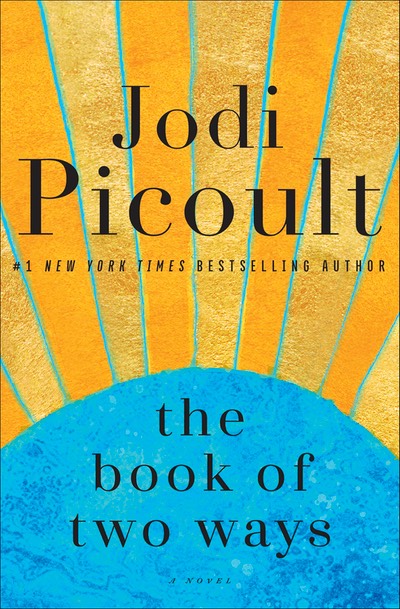 Jodi
Picoult
#1 NEW YORK TIMES BESTSELLING AUTHOR
the
book of
two ways
A NOVEL